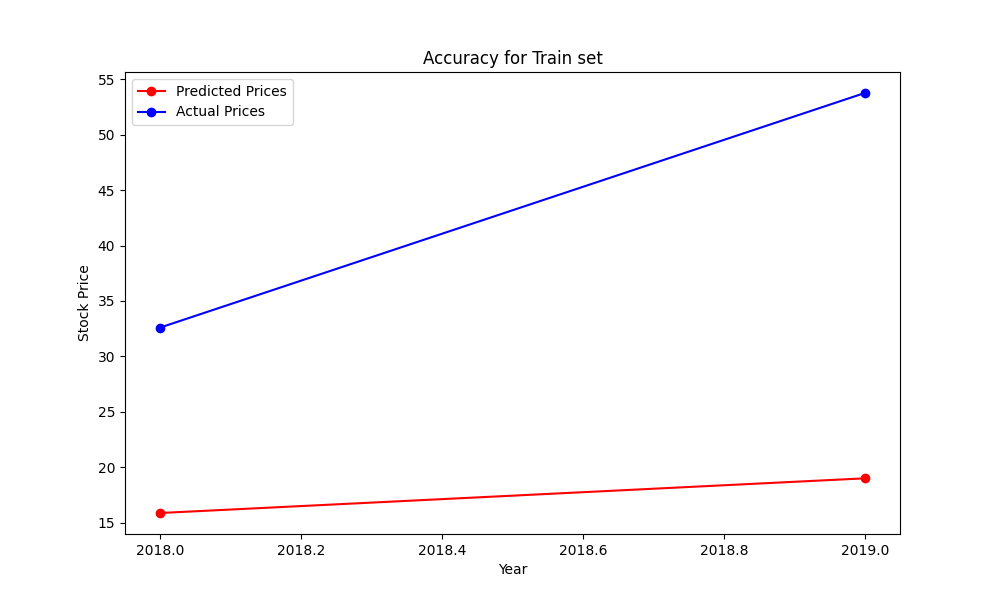 Accuracy for Train set
Predicted Prices
Actual Prices
55
50
45
40
35
30
25
20
15
Stock Price
2018.0 2018.2 2018.4 2018.6 2018.8 2019.0
Year